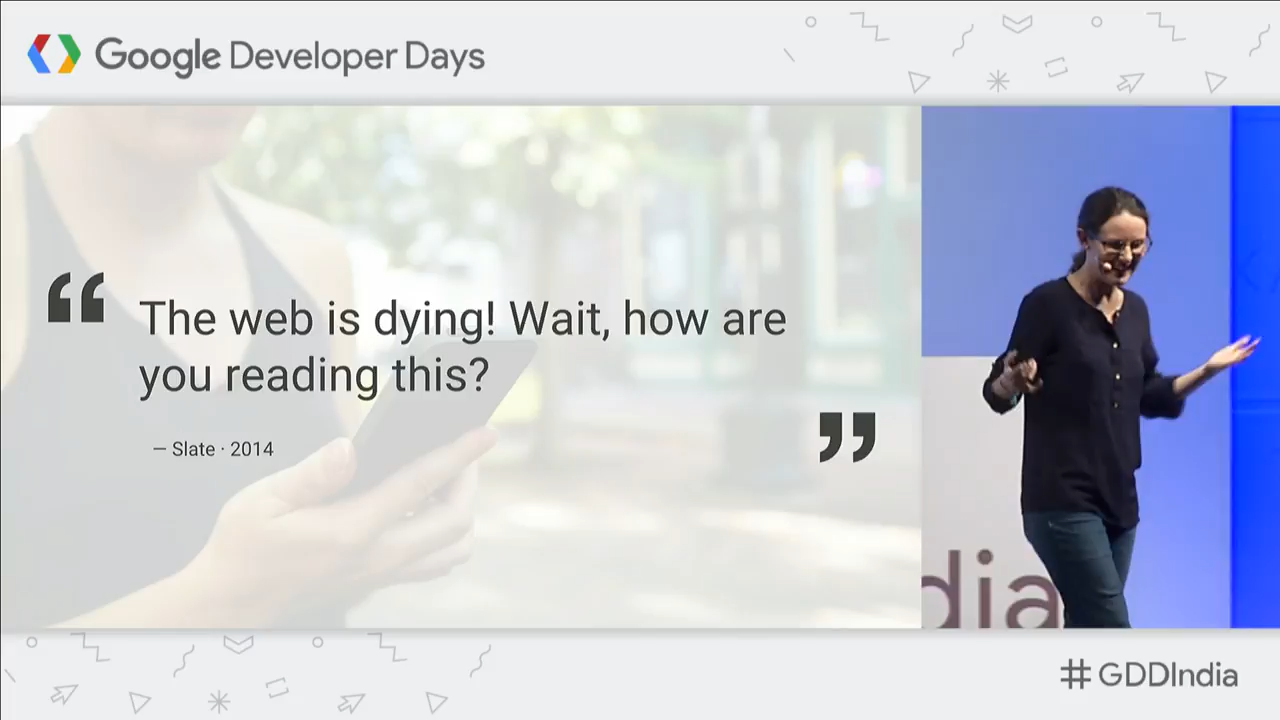 Google Developer Days
“The web is dying! Wait, how are
you reading this?”
– Slate · 2014
dia
#GDDIndia